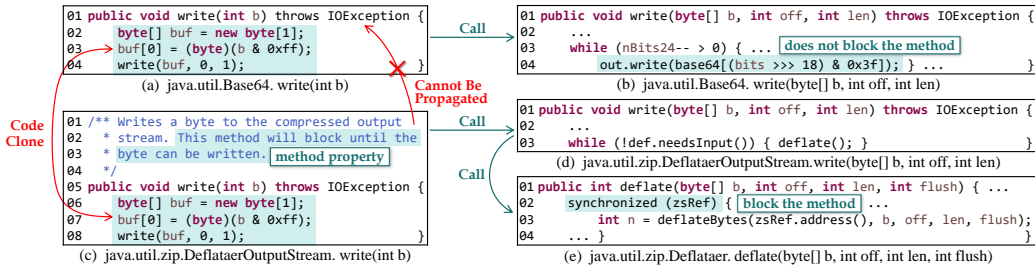 01 public void write(int b) throws IOException {
02 byte[] buf = new byte[1];
03 buf[0] = (byte)(b & 0xff);
04 write(buf, 0, 1); }
(a) java.util.Base64. write(int b)
Call
01 public void write(byte[] b, int off, int len) throws IOException {
02 ...
03 while (nBits24-- > 0) { ... does not block the method
04 out.write(base64[(bits >>> 18) & 0x3f]); } ... }
(b) java.util.Base64. write(byte[] b, int off, int len)
Cannot Be
Propagated
Code
Clone
01 /** Writes a byte to the compressed output
02 * stream. This method will block until the
03 * byte can be written. method property
04 */
05 public void write(int b) throws IOException {
06 byte[] buf = new byte[1];
07 buf[0] = (byte)(b & 0xff);
08 write(buf, 0, 1); }
(c) java.util.zip.DeflataerOutputStream. write(int b)
Call
01 public void write(byte[] b, int off, int len) throws IOException {
02 ...
03 while (!def.needsInput()) { deflate(); } }
(d) java.util.zip.DeflataerOutputStream.write(byte[] b, int off, int len)
Call
01 public int deflate(byte[] b, int off, int len, int flush) { ...
02 synchronized (zsRef) { block the method
03 int n = deflateBytes(zsRef.address(), b, off, len, flush);
04 ... } }
(e) java.util.zip.Deflataer. deflate(byte[] b, int off, int len, int flush)